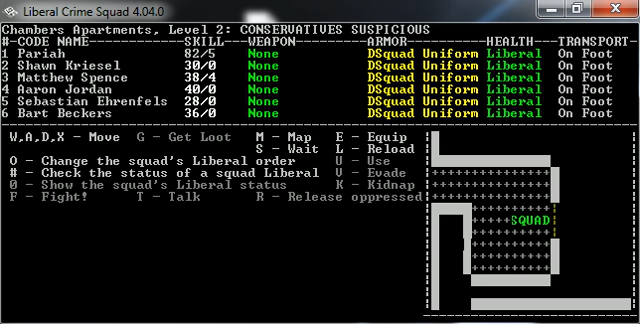 Liberal Crime Squad 4.04.0
Chambers Apartments, Level 2: CONSERVATIVES SUSPICIOUS
#-CODE NAME------------SKILL---WEAPON---------ARMOR---------HEALTH---TRANSPORT-
1 Pariah 82/5 None DSquad Uniform Liberal On Foot
2 Shawn Kriesel 30/0 None DSquad Uniform Liberal On Foot
3 Matthew Spence 38/4 None DSquad Uniform Liberal On Foot
4 Aaron Jordan 40/0 None DSquad Uniform Liberal On Foot
5 Sebastian Ehrenfels 28/0 None DSquad Uniform Liberal On Foot
6 Bart Beckers 36/0 None DSquad Uniform Liberal On Foot
W,A,D,X - Move G - Get Loot M - Map E - Equip
S - Wait L - Reload
O - Change the squad's Liberal order U - Use
# - Check the status of a squad Liberal V - Evade
0 - Show the squad's Liberal status K - Kidnap
F - Fight! T - Talk R - Release oppressed
SQUAD